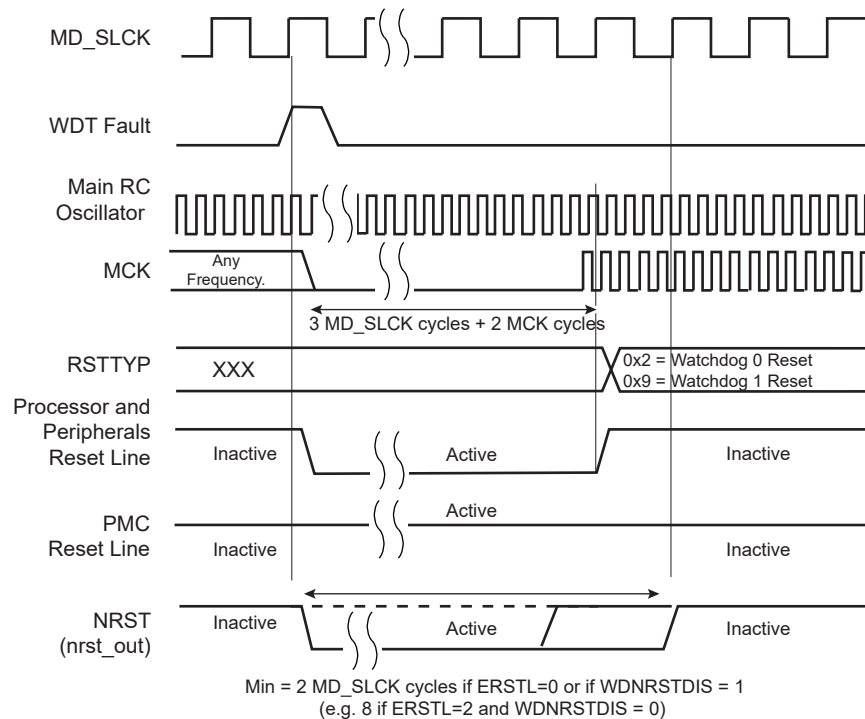 MD_SLCK
WDT Fault
Main RC
Oscillator
MCK
Any
Frequency.
3 MD_SLCK cycles + 2 MCK cycles
RSTTYP
XXX
0x2 = Watchdog 0 Reset
0x9 = Watchdog 1 Reset
Processor and
Peripherals
Reset Line
Inactive
Active
Inactive
PMC
Reset Line
Active
Inactive
Inactive
NRST
(nrst_out)
Inactive
Active
Inactive
Min = 2 MD_SLCK cycles if ERSTL=0 or if WDNRSTDIS = 1
(e.g. 8 if ERSTL=2 and WDNRSTDIS = 0)